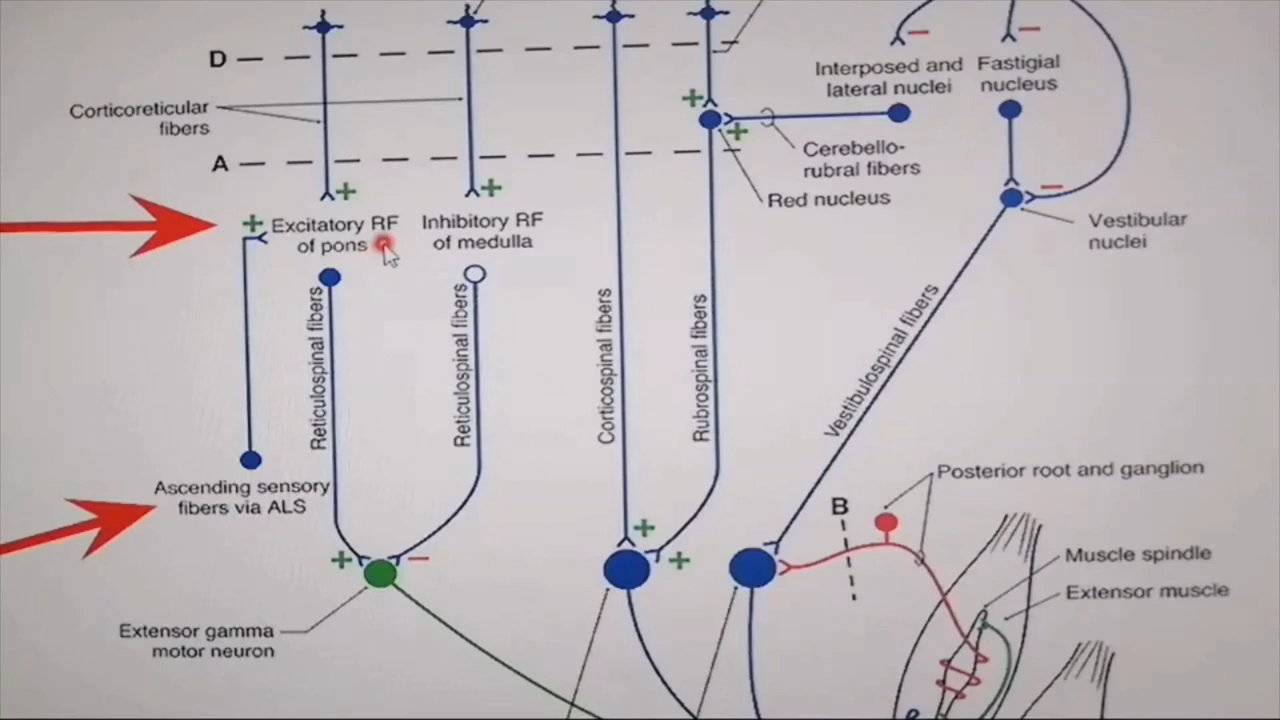 D
Interposed and
lateral nuclei
Fastigial
nucleus
Corticoreticular
fibers
A
Cerebello-
rubral fibers
Red nucleus
Excitatory RF
of pons
Inhibitory RF
of medulla
Vestibular
nuclei
Reticulospinal fibers
Reticulospinal fibers
Corticospinal fibers
Rubrospinal fibers
Vestibulospinal fibers
Ascending sensory
fibers via ALS
Posterior root and ganglion
B
Muscle spindle
Extensor muscle
Extensor gamma
motor neuron